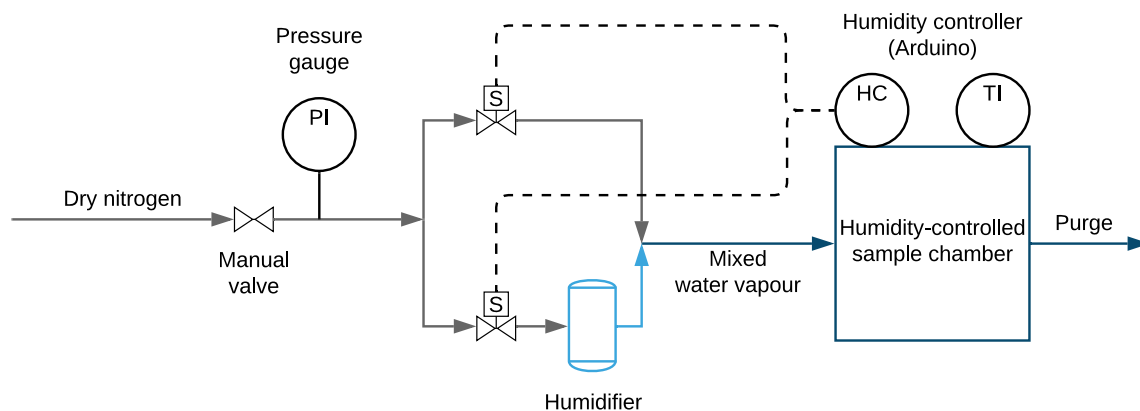 Humidity controller
(Arduino)
Pressure
gauge
PI
S
HC
TI
Dry nitrogen
Manual
valve
Humidity-controlled
sample chamber
Purge
Mixed
water vapour
S
Humidifier